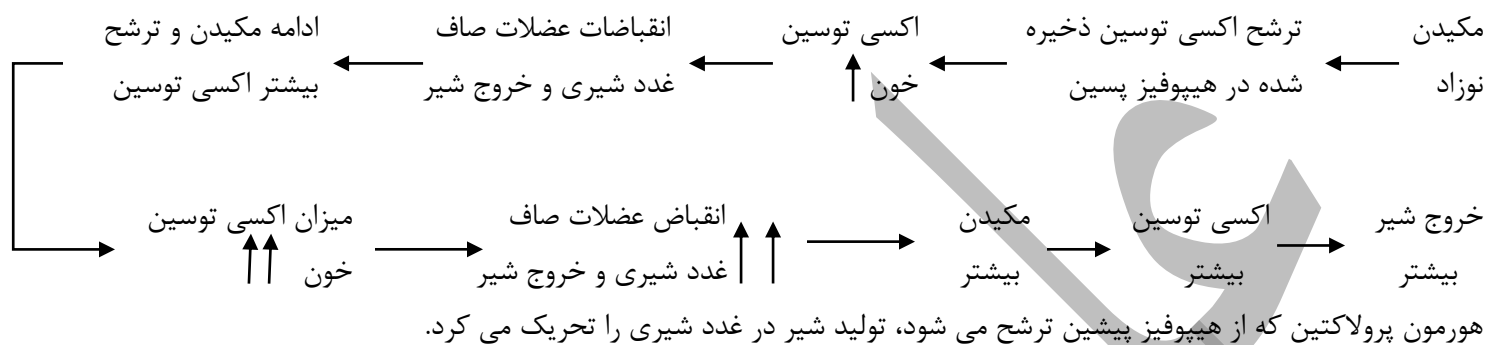 مکیدن
نوزاد
ترشح اکسی توسین ذخیره
شده در هیپوفیز پسین
اکسی توسین
خون
انقباضات عضلات صاف
غدد شیری و خروج شیر
ادامه مکیدن و ترشح
بیشتر اکسی توسین
میزان اکسی توسین
خون
انقباض عضلات صاف
غدد شیری و خروج شیر
مکیدن
بیشتر
اکسی توسین
بیشتر
خروج شیر
بیشتر
هورمون پرولاکتین که از هیپوفیز پیشین ترشح می شود، تولید شیر در غدد شیری را تحریک می کرد.